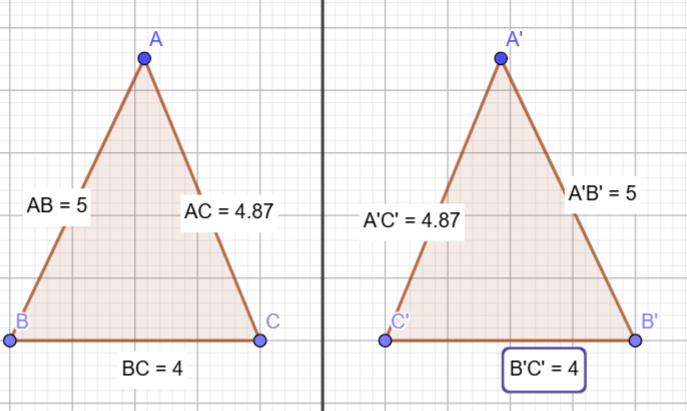 A
A'
AB = 5
AC = 4.87
A'C' = 4.87
A'B' = 5
B
C
C'
B'
BC = 4
B'C' = 4